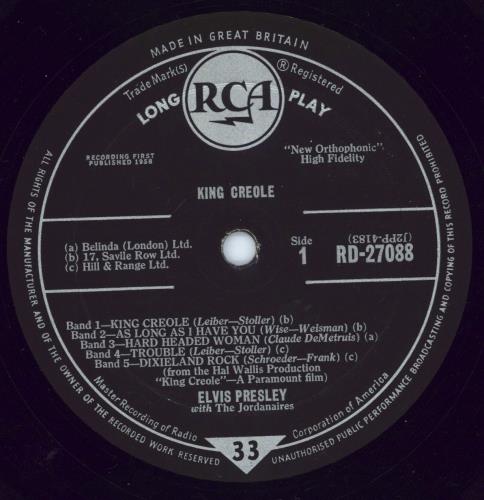 MADE IN GREAT BRITAIN
Trade Mark(s) ® Registered
RCA
LONG PLAY
RECORDING FIRST
PUBLISHED 1958
"New Orthophonic"
High Fidelity
KING CREOLE
(a) Belinda (London) Ltd.
(b) 17, Savile Row Ltd.
(c) Hill & Range Ltd.
Side
1
RD-27088
(J2PP-4183)
Band 1—KING CREOLE (Leiber—Stoller) (b)
Band 2—AS LONG AS I HAVE YOU (Wise—Weisman) (b)
Band 3—HARD HEADED WOMAN (Claude DeMetruis) (a)
Band 4—TROUBLE (Leiber—Stoller) (c)
Band 5—DIXIELAND ROCK (Schroeder—Frank) (c)
(from the Hal Wallis Production
"King Creole"—A Paramount film)
ELVIS PRESLEY
with The Jordanaires
Master Recording of Radio Corporation of America
33
ALL RIGHTS OF THE MANUFACTURER AND OF THE OWNER OF THE RECORDED WORK RESERVED
UNAUTHORISED PUBLIC PERFORMANCE BROADCASTING AND COPYING OF THIS RECORD PROHIBITED